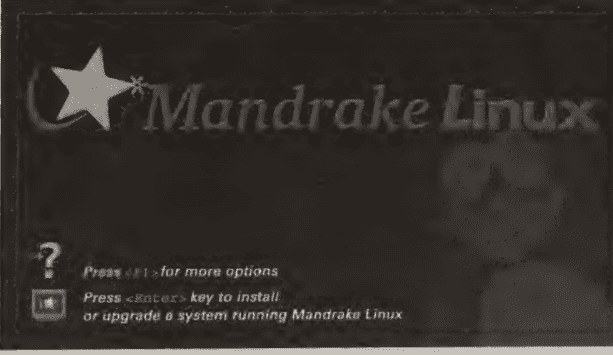 Mandrake Linux
?
Press <F1> for more options
Press <Enter> key to install
or upgrade a system running Mandrake Linux